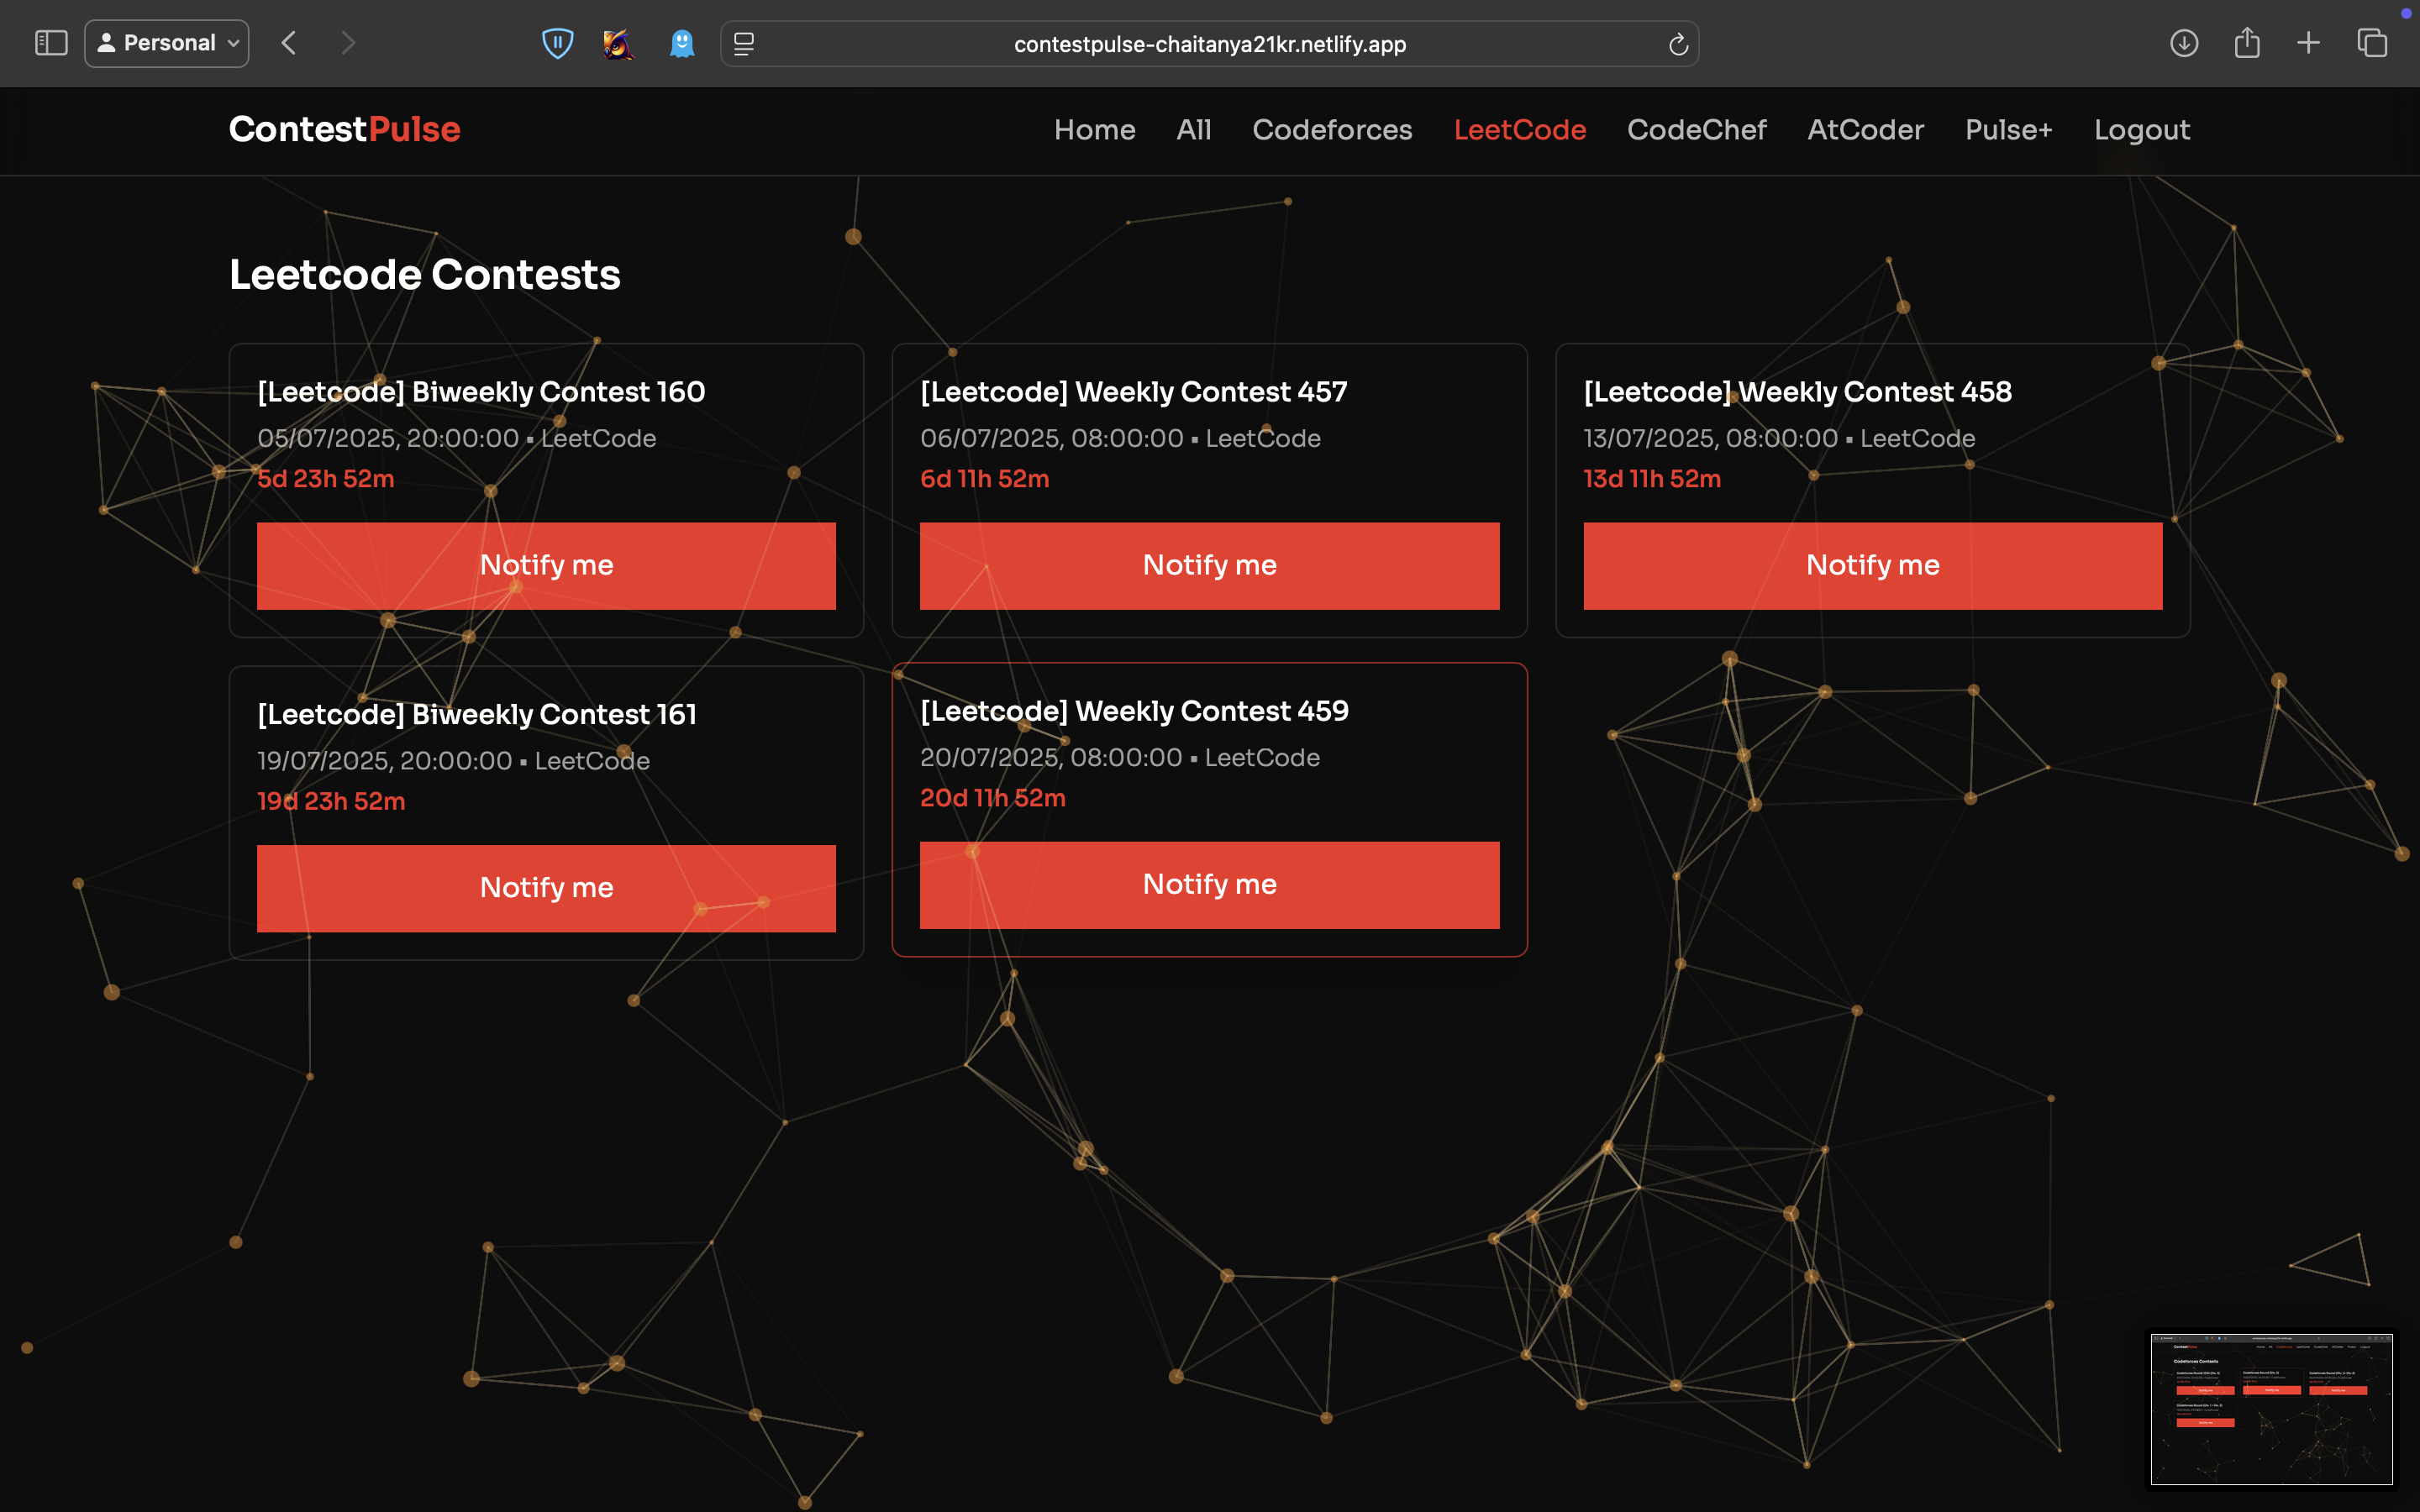 Personal
contestpulse-chaitanya21kr.netlify.app
ContestPulse
Home All Codeforces LeetCode CodeChef AtCoder Pulse+ Logout
Leetcode Contests
[Leetcode] Biweekly Contest 160
05/07/2025, 20:00:00 ▪ LeetCode
5d 23h 52m
Notify me
[Leetcode] Weekly Contest 457
06/07/2025, 08:00:00 ▪ LeetCode
6d 11h 52m
Notify me
[Leetcode] Weekly Contest 458
13/07/2025, 08:00:00 ▪ LeetCode
13d 11h 52m
Notify me
[Leetcode] Biweekly Contest 161
19/07/2025, 20:00:00 ▪ LeetCode
19d 23h 52m
Notify me
[Leetcode] Weekly Contest 459
20/07/2025, 08:00:00 ▪ LeetCode
20d 11h 52m
Notify me
Codeforces Contests